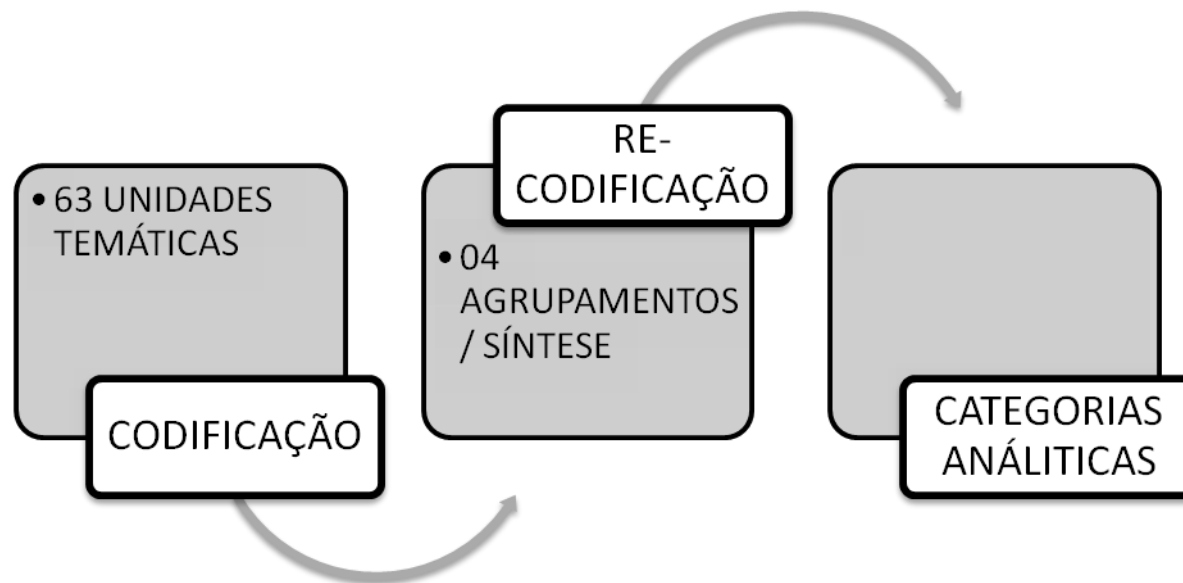 • 63 UNIDADES
TEMÁTICAS
CODIFICAÇÃO
RE-
CODIFICAÇÃO
• 04
AGRUPAMENTOS
/ SÍNTESE
CATEGORIAS
ANÁLITICAS